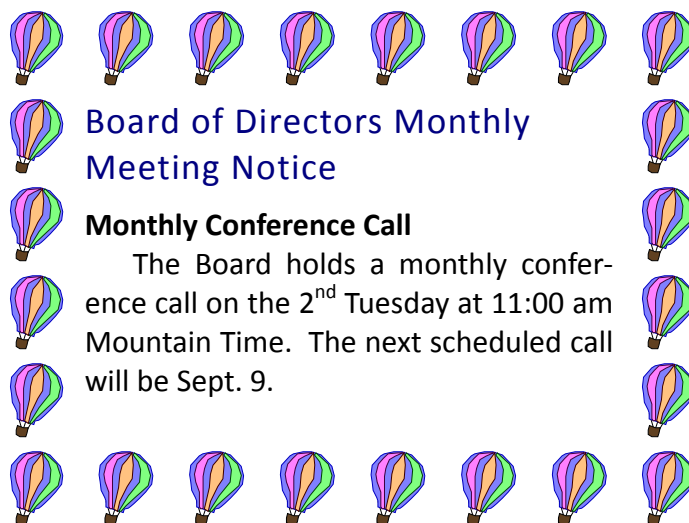 Board of Directors Monthly
Meeting Notice
Monthly Conference Call
The Board holds a monthly confer-
ence call on the 2nd Tuesday at 11:00 am
Mountain Time.  The next scheduled call
will be Sept. 9.